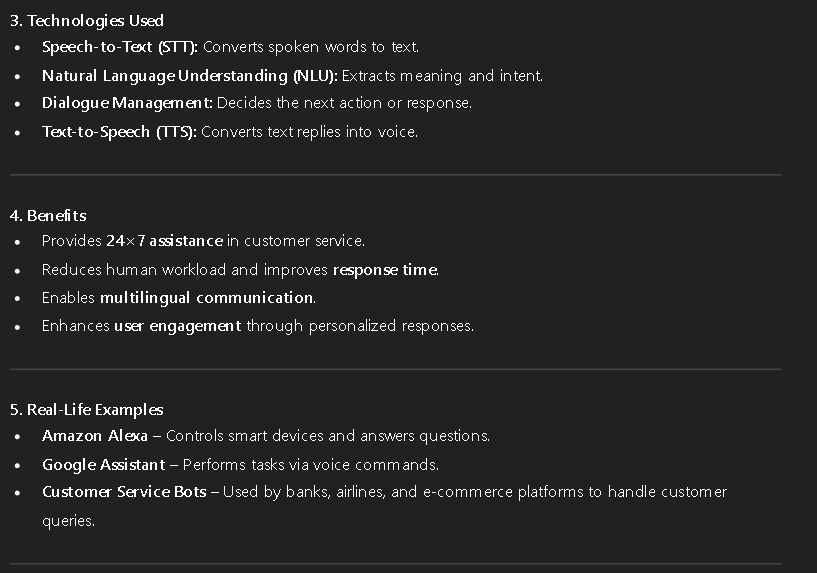 3. Technologies Used
• Speech-to-Text (STT): Converts spoken words to text.
• Natural Language Understanding (NLU): Extracts meaning and intent.
• Dialogue Management: Decides the next action or response.
• Text-to-Speech (TTS): Converts text replies into voice.
4. Benefits
• Provides 24×7 assistance in customer service.
• Reduces human workload and improves response time.
• Enables multilingual communication.
• Enhances user engagement through personalized responses.
5. Real-Life Examples
• Amazon Alexa – Controls smart devices and answers questions.
• Google Assistant – Performs tasks via voice commands.
• Customer Service Bots – Used by banks, airlines, and e-commerce platforms to handle customer
queries.